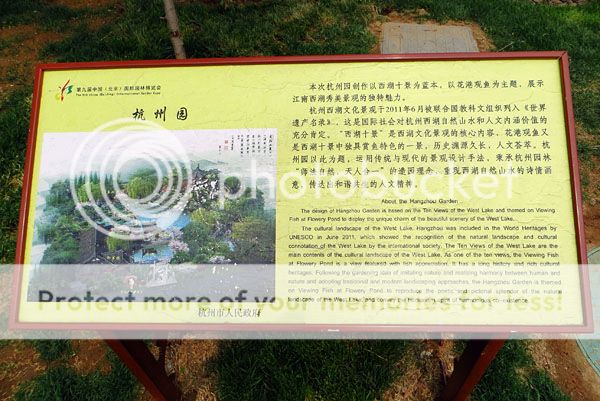 第九届中国（北京）国际园林博览会
The Ninth China (Beijing) International Garden Expo
杭州园
本次杭州园创作以西湖十景为蓝本，以花港观鱼为主题，展示
江南西湖秀美景观的独特魅力。
杭州西湖文化景观于2011年6月被联合国教科文组织列入《世界
遗产名录》，这是国际社会对杭州西湖自然山水和人文内涵价值的
充分肯定。“西湖十景”是西湖文化景观的核心内容，花港观鱼又
是西湖十景中独具赏鱼特色的一景，历史渊源久长，人文荟萃。杭
州园以此为题，运用传统与现代的景观设计手法，秉承杭州园林
“师法自然，天人合一”的造园理念，重现西湖自然山水的诗情画
意，传达出和谐共生的人文精神。
About the Hangzhou Garden
The design of Hangzhou Garden is based on the Ten Views of the West Lake and themed on Viewing
Fish at Flowery Pond to display the unique charm of the beautiful scenery of the West Lake.
The cultural landscape of the West Lake, Hangzhou was included in the World Heritages by
UNESCO in June 2011, which showed the recognition of the natural landscape and cultural
connotation of the West Lake by the international society. The Ten Views of the West Lake are the
main contents of the cultural landscape of the West Lake. As one of the ten views, the Viewing Fish
at Flowery Pond is a view featured with fish appreciation. It has a long history and rich cultural
heritages. Following the gardening idea of imitating nature and realizing harmony between human and
nature and adopting traditional and modern landscaping approaches, the Hangzhou Garden is themed
on Viewing Fish at Flowery Pond to reproduce the poetic and pictorial splendor of the natural
landscape of the West Lake and convey the humanity spirit of harmonious co-existence.
杭州市人民政府
photobucket
Protect more of your memories for less!